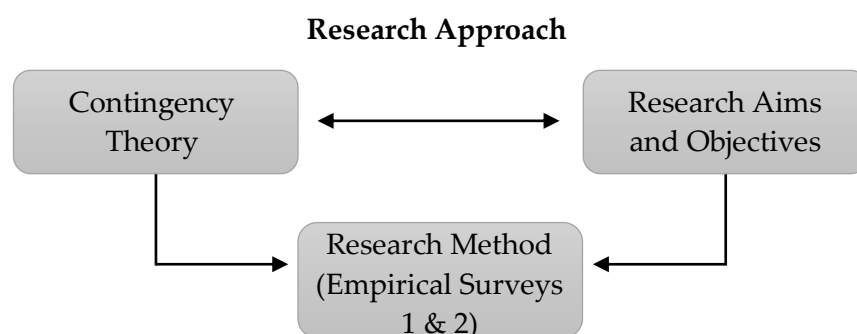 Research Approach
Contingency
Theory
Research Aims
and Objectives
Research Method
(Empirical Surveys
1 & 2)